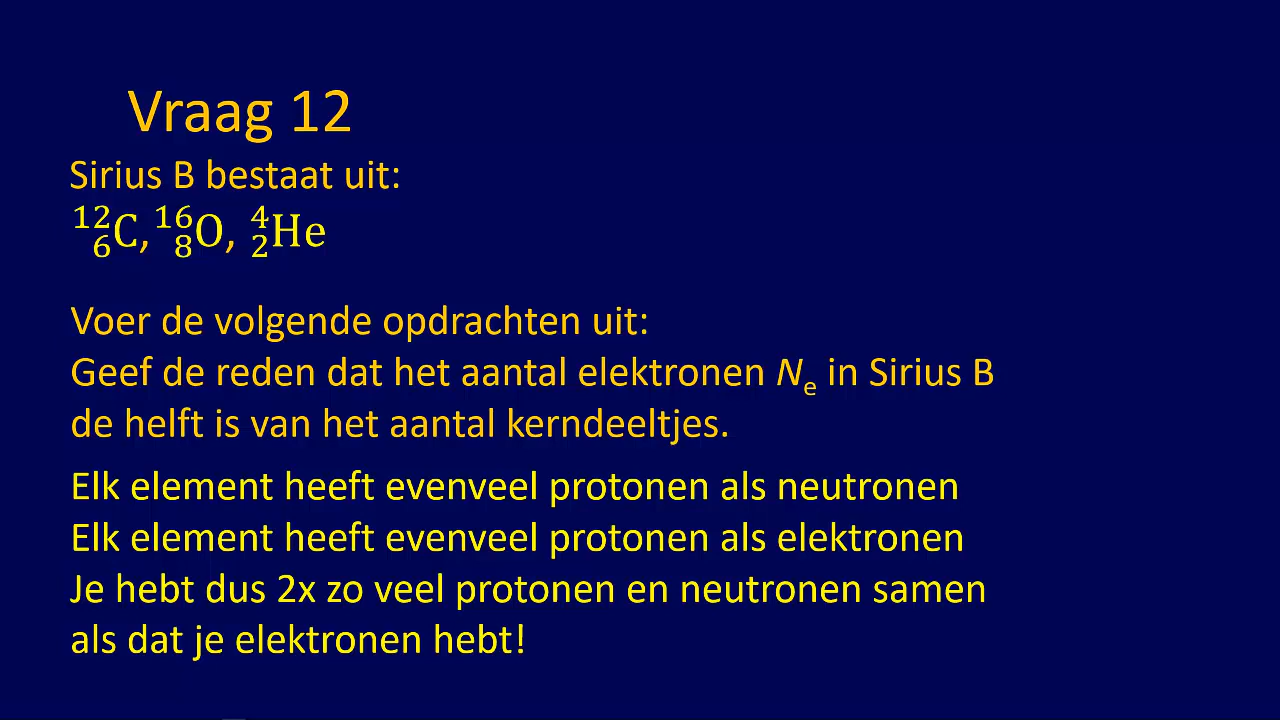 Vraag 12
Sirius B bestaat uit:
¹²₆C, ¹⁶₈O, ⁴₂He
Voer de volgende opdrachten uit:
Geef de reden dat het aantal elektronen Nₑ in Sirius B
de helft is van het aantal kerndeeltjes.
Elk element heeft evenveel protonen als neutronen
Elk element heeft evenveel protonen als elektronen
Je hebt dus 2x zo veel protonen en neutronen samen
als dat je elektronen hebt!